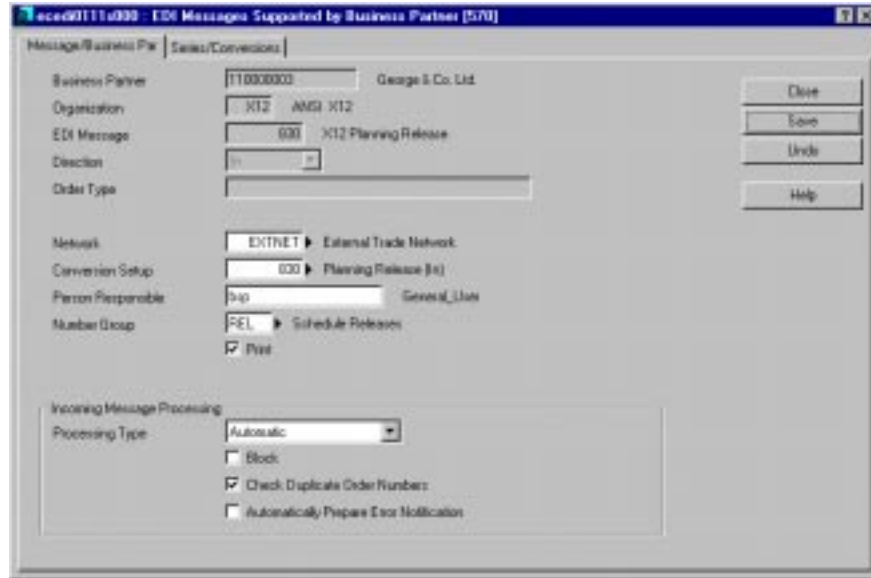 ecedi0111s000 : EDI Messages Supported by Business Partner [570]
Message/Business Par Series/Conversions
Business Partner 110000003 George & Co. Ltd.
Organization X12 ANSI X12
EDI Message 830 X12 Planning Release
Direction In
Order Type
Network EXTNET External Trade Network
Conversion Setup 830 Planning Release (In)
Person Responsible General_User
Number Group REL Schedule Releases
Print
Incoming Message Processing
Processing Type Automatic
Block
Check Duplicate Order Numbers
Automatically Prepare Error Notification
Close
Save
Undo
Help